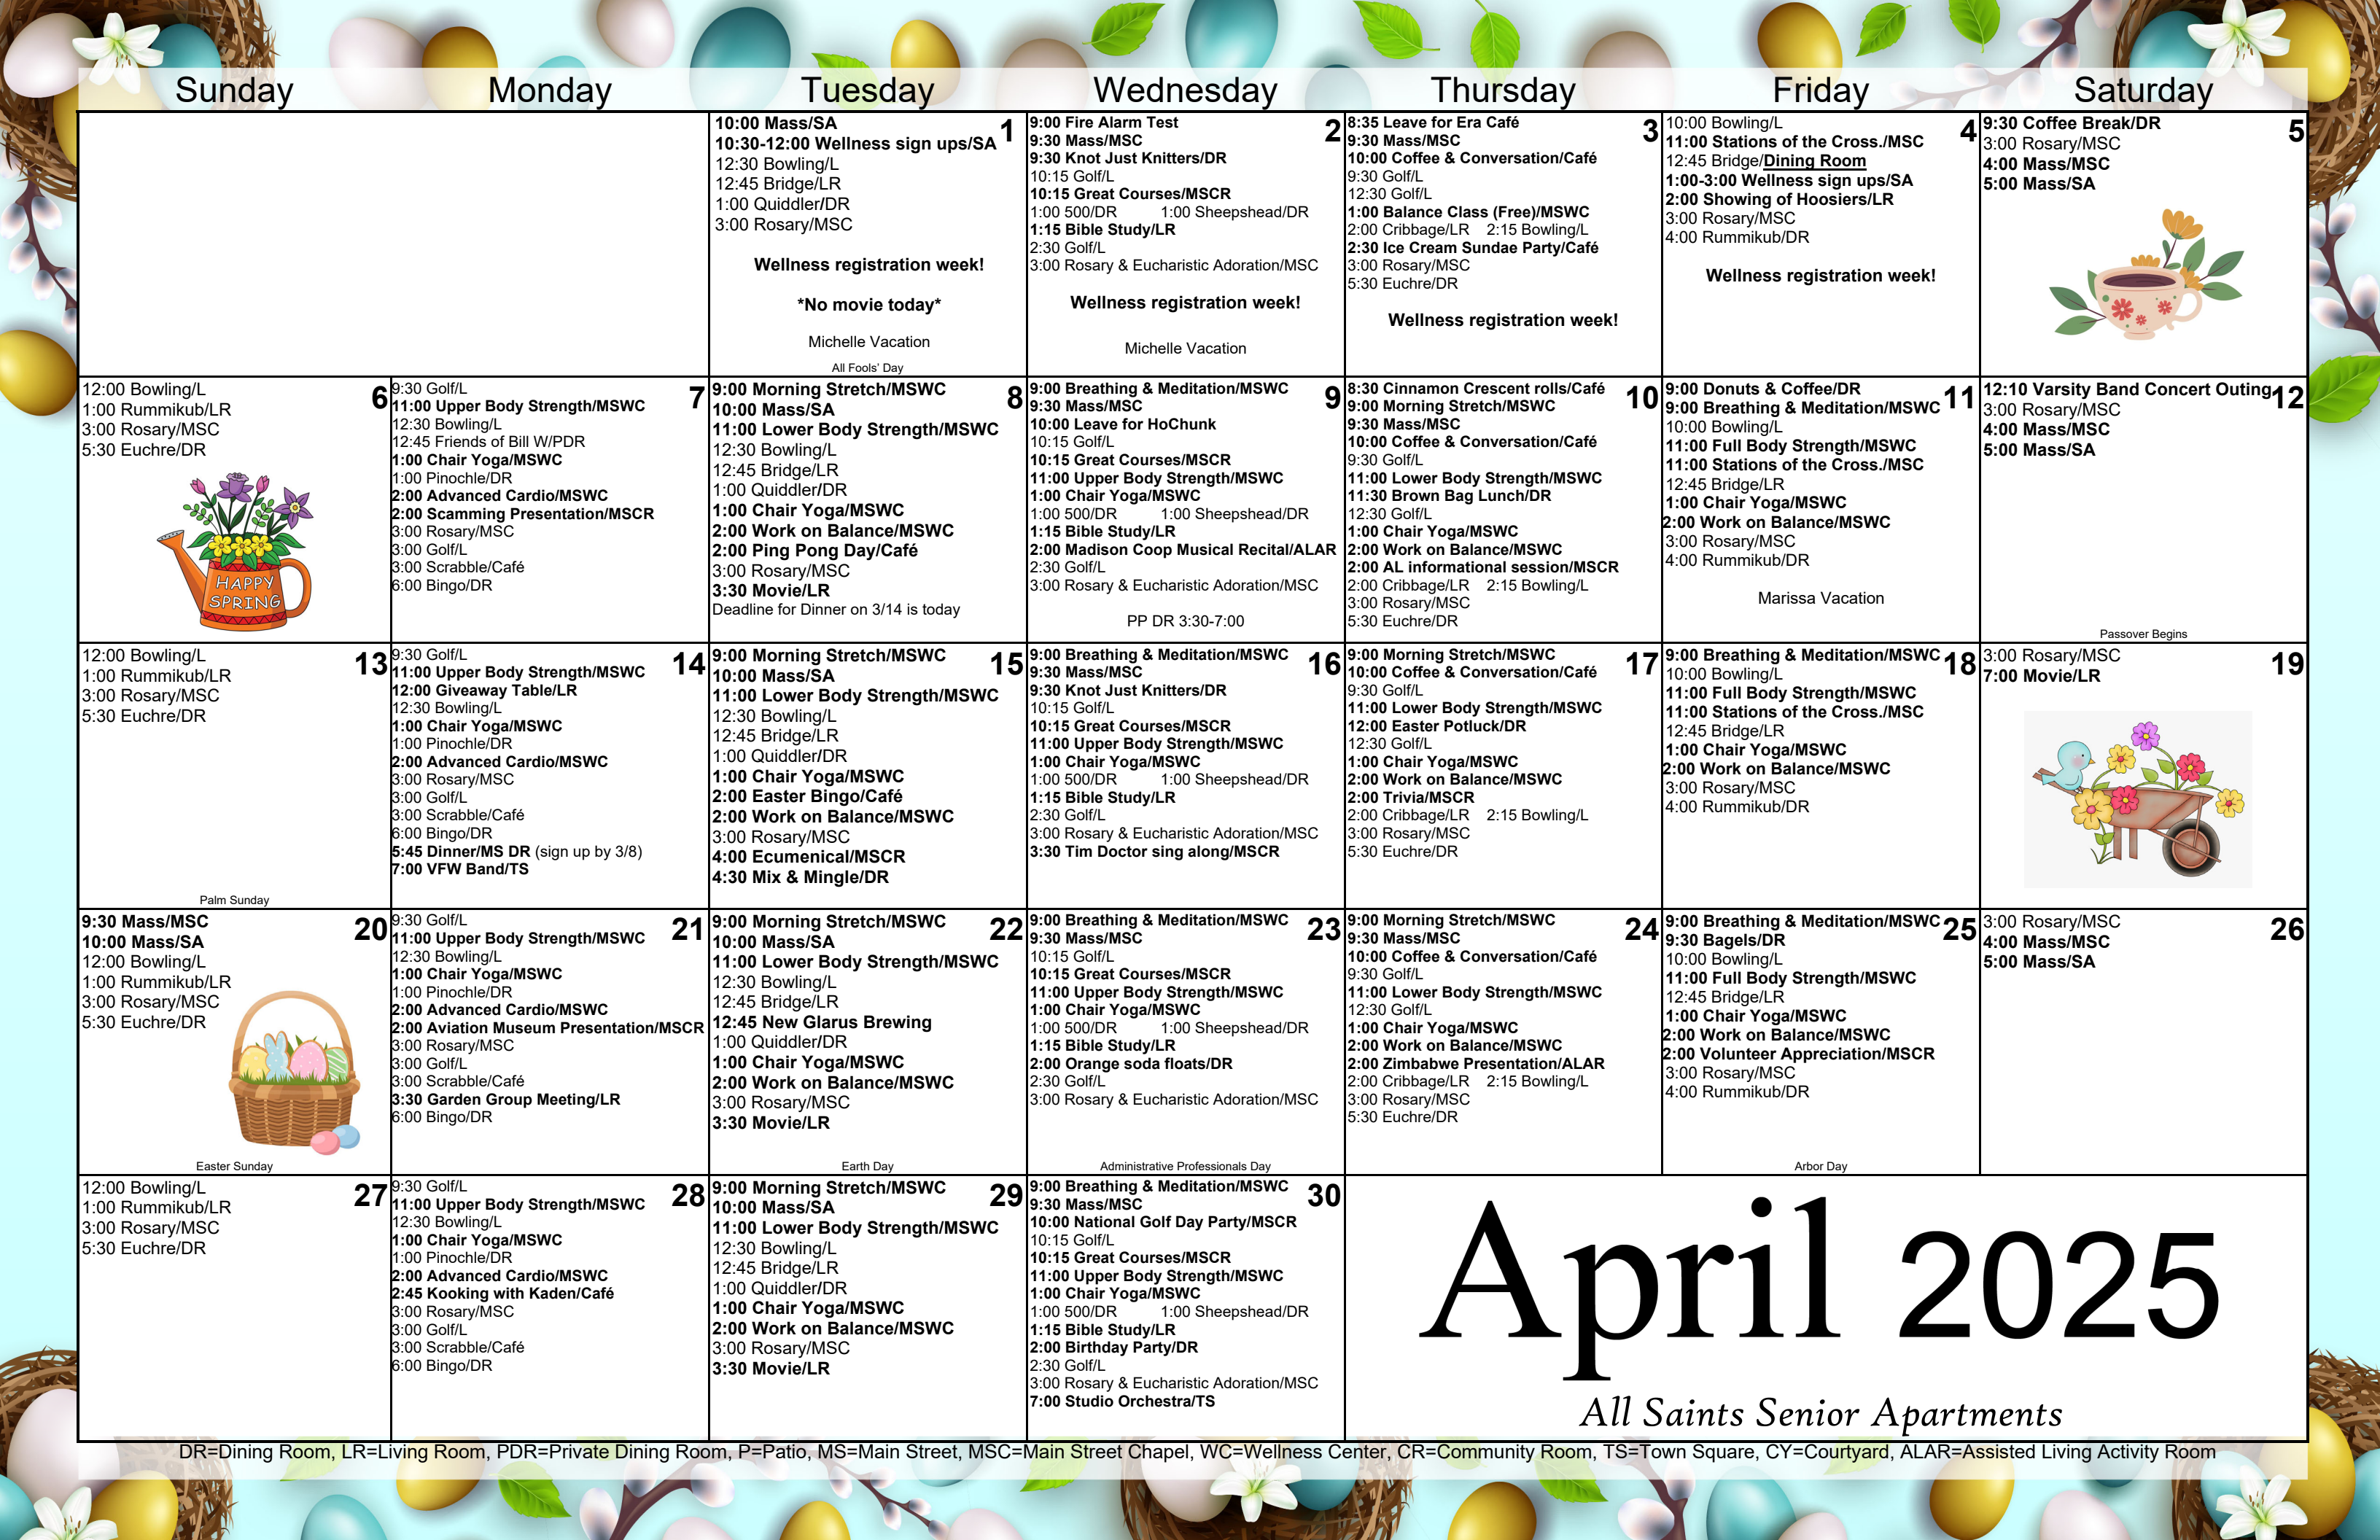 Sunday Monday Tuesday Wednesday Thursday Friday Saturday
1
10:00 Mass/SA
10:30-12:00 Wellness sign ups/SA
12:30 Bowling/L
12:45 Bridge/LR
1:00 Quiddler/DR
3:00 Rosary/MSC
Wellness registration week!
*No movie today*
Michelle Vacation
All Fools' Day
2
9:00 Fire Alarm Test
9:30 Mass/MSC
9:30 Knot Just Knitters/DR
10:15 Golf/L
10:15 Great Courses/MSCR
1:00 500/DR 1:00 Sheepshead/DR
1:15 Bible Study/LR
2:30 Golf/L
3:00 Rosary & Eucharistic Adoration/MSC
Wellness registration week!
Michelle Vacation
3
8:35 Leave for Era Café
9:30 Mass/MSC
10:00 Coffee & Conversation/Café
9:30 Golf/L
12:30 Golf/L
1:00 Balance Class (Free)/MSWC
2:00 Cribbage/LR 2:15 Bowling/L
2:30 Ice Cream Sundae Party/Café
3:00 Rosary/MSC
5:30 Euchre/DR
Wellness registration week!
4
10:00 Bowling/L
11:00 Stations of the Cross./MSC
12:45 Bridge/Dining Room
1:00-3:00 Wellness sign ups/SA
2:00 Showing of Hoosiers/LR
3:00 Rosary/MSC
4:00 Rummikub/DR
Wellness registration week!
5
9:30 Coffee Break/DR
3:00 Rosary/MSC
4:00 Mass/MSC
5:00 Mass/SA
6
12:00 Bowling/L
1:00 Rummikub/LR
3:00 Rosary/MSC
5:30 Euchre/DR
HAPPY
SPRING
7
9:30 Golf/L
11:00 Upper Body Strength/MSWC
12:30 Bowling/L
12:45 Friends of Bill W/PDR
1:00 Chair Yoga/MSWC
1:00 Pinochle/DR
2:00 Advanced Cardio/MSWC
2:00 Scamming Presentation/MSCR
3:00 Rosary/MSC
3:00 Golf/L
3:00 Scrabble/Café
6:00 Bingo/DR
8
9:00 Morning Stretch/MSWC
10:00 Mass/SA
11:00 Lower Body Strength/MSWC
12:30 Bowling/L
12:45 Bridge/LR
1:00 Quiddler/DR
1:00 Chair Yoga/MSWC
2:00 Work on Balance/MSWC
2:00 Ping Pong Day/Café
3:00 Rosary/MSC
3:30 Movie/LR
Deadline for Dinner on 3/14 is today
9
9:00 Breathing & Meditation/MSWC
9:30 Mass/MSC
10:00 Leave for HoChunk
10:15 Golf/L
10:15 Great Courses/MSCR
11:00 Upper Body Strength/MSWC
1:00 Chair Yoga/MSWC
1:00 500/DR 1:00 Sheepshead/DR
1:15 Bible Study/LR
2:00 Madison Coop Musical Recital/ALAR
2:30 Golf/L
3:00 Rosary & Eucharistic Adoration/MSC
PP DR 3:30-7:00
10
8:30 Cinnamon Crescent rolls/Café
9:00 Morning Stretch/MSWC
9:30 Mass/MSC
10:00 Coffee & Conversation/Café
9:30 Golf/L
11:00 Lower Body Strength/MSWC
11:30 Brown Bag Lunch/DR
12:30 Golf/L
1:00 Chair Yoga/MSWC
2:00 Work on Balance/MSWC
2:00 AL informational session/MSCR
2:00 Cribbage/LR 2:15 Bowling/L
3:00 Rosary/MSC
5:30 Euchre/DR
11
9:00 Donuts & Coffee/DR
9:00 Breathing & Meditation/MSWC
10:00 Bowling/L
11:00 Full Body Strength/MSWC
11:00 Stations of the Cross./MSC
12:45 Bridge/LR
1:00 Chair Yoga/MSWC
2:00 Work on Balance/MSWC
3:00 Rosary/MSC
4:00 Rummikub/DR
Marissa Vacation
12
12:10 Varsity Band Concert Outing
3:00 Rosary/MSC
4:00 Mass/MSC
5:00 Mass/SA
Passover Begins
13
12:00 Bowling/L
1:00 Rummikub/LR
3:00 Rosary/MSC
5:30 Euchre/DR
Palm Sunday
14
9:30 Golf/L
11:00 Upper Body Strength/MSWC
12:00 Giveaway Table/LR
12:30 Bowling/L
1:00 Chair Yoga/MSWC
1:00 Pinochle/DR
2:00 Advanced Cardio/MSWC
3:00 Rosary/MSC
3:00 Golf/L
3:00 Scrabble/Café
6:00 Bingo/DR
5:45 Dinner/MS DR (sign up by 3/8)
7:00 VFW Band/TS
15
9:00 Morning Stretch/MSWC
10:00 Mass/SA
11:00 Lower Body Strength/MSWC
12:30 Bowling/L
12:45 Bridge/LR
1:00 Quiddler/DR
1:00 Chair Yoga/MSWC
2:00 Easter Bingo/Café
2:00 Work on Balance/MSWC
3:00 Rosary/MSC
4:00 Ecumenical/MSCR
4:30 Mix & Mingle/DR
16
9:00 Breathing & Meditation/MSWC
9:30 Mass/MSC
9:30 Knot Just Knitters/DR
10:15 Golf/L
10:15 Great Courses/MSCR
11:00 Upper Body Strength/MSWC
1:00 Chair Yoga/MSWC
1:00 500/DR 1:00 Sheepshead/DR
1:15 Bible Study/LR
2:30 Golf/L
3:00 Rosary & Eucharistic Adoration/MSC
3:30 Tim Doctor sing along/MSCR
17
9:00 Morning Stretch/MSWC
10:00 Coffee & Conversation/Café
9:30 Golf/L
11:00 Lower Body Strength/MSWC
12:00 Easter Potluck/DR
12:30 Golf/L
1:00 Chair Yoga/MSWC
2:00 Work on Balance/MSWC
2:00 Trivia/MSCR
2:00 Cribbage/LR 2:15 Bowling/L
3:00 Rosary/MSC
5:30 Euchre/DR
18
9:00 Breathing & Meditation/MSWC
10:00 Bowling/L
11:00 Full Body Strength/MSWC
11:00 Stations of the Cross./MSC
12:45 Bridge/LR
1:00 Chair Yoga/MSWC
2:00 Work on Balance/MSWC
3:00 Rosary/MSC
4:00 Rummikub/DR
19
3:00 Rosary/MSC
7:00 Movie/LR
20
9:30 Mass/MSC
10:00 Mass/SA
12:00 Bowling/L
1:00 Rummikub/LR
3:00 Rosary/MSC
5:30 Euchre/DR
Easter Sunday
21
9:30 Golf/L
11:00 Upper Body Strength/MSWC
12:30 Bowling/L
1:00 Chair Yoga/MSWC
1:00 Pinochle/DR
2:00 Advanced Cardio/MSWC
2:00 Aviation Museum Presentation/MSCR
3:00 Rosary/MSC
3:00 Golf/L
3:00 Scrabble/Café
3:30 Garden Group Meeting/LR
6:00 Bingo/DR
22
9:00 Morning Stretch/MSWC
10:00 Mass/SA
11:00 Lower Body Strength/MSWC
12:30 Bowling/L
12:45 Bridge/LR
12:45 New Glarus Brewing
1:00 Quiddler/DR
1:00 Chair Yoga/MSWC
2:00 Work on Balance/MSWC
3:00 Rosary/MSC
3:30 Movie/LR
Earth Day
23
9:00 Breathing & Meditation/MSWC
9:30 Mass/MSC
10:15 Golf/L
10:15 Great Courses/MSCR
11:00 Upper Body Strength/MSWC
1:00 Chair Yoga/MSWC
1:00 500/DR 1:00 Sheepshead/DR
1:15 Bible Study/LR
2:00 Orange soda floats/DR
2:30 Golf/L
3:00 Rosary & Eucharistic Adoration/MSC
Administrative Professionals Day
24
9:00 Morning Stretch/MSWC
9:30 Mass/MSC
10:00 Coffee & Conversation/Café
9:30 Golf/L
11:00 Lower Body Strength/MSWC
12:30 Golf/L
1:00 Chair Yoga/MSWC
2:00 Work on Balance/MSWC
2:00 Zimbabwe Presentation/ALAR
2:00 Cribbage/LR 2:15 Bowling/L
3:00 Rosary/MSC
5:30 Euchre/DR
25
9:00 Breathing & Meditation/MSWC
9:30 Bagels/DR
10:00 Bowling/L
11:00 Full Body Strength/MSWC
12:45 Bridge/LR
1:00 Chair Yoga/MSWC
2:00 Work on Balance/MSWC
2:00 Volunteer Appreciation/MSCR
3:00 Rosary/MSC
4:00 Rummikub/DR
Arbor Day
26
3:00 Rosary/MSC
4:00 Mass/MSC
5:00 Mass/SA
27
12:00 Bowling/L
1:00 Rummikub/LR
3:00 Rosary/MSC
5:30 Euchre/DR
28
9:30 Golf/L
11:00 Upper Body Strength/MSWC
12:30 Bowling/L
1:00 Chair Yoga/MSWC
1:00 Pinochle/DR
2:00 Advanced Cardio/MSWC
2:45 Kooking with Kaden/Café
3:00 Rosary/MSC
3:00 Golf/L
3:00 Scrabble/Café
6:00 Bingo/DR
29
9:00 Morning Stretch/MSWC
10:00 Mass/SA
11:00 Lower Body Strength/MSWC
12:30 Bowling/L
12:45 Bridge/LR
1:00 Quiddler/DR
1:00 Chair Yoga/MSWC
2:00 Work on Balance/MSWC
3:00 Rosary/MSC
3:30 Movie/LR
30
9:00 Breathing & Meditation/MSWC
9:30 Mass/MSC
10:00 National Golf Day Party/MSCR
10:15 Golf/L
10:15 Great Courses/MSCR
11:00 Upper Body Strength/MSWC
1:00 Chair Yoga/MSWC
1:00 500/DR 1:00 Sheepshead/DR
1:15 Bible Study/LR
2:00 Birthday Party/DR
2:30 Golf/L
3:00 Rosary & Eucharistic Adoration/MSC
7:00 Studio Orchestra/TS
April 2025
All Saints Senior Apartments
DR=Dining Room, LR=Living Room, PDR=Private Dining Room, P=Patio, MS=Main Street, MSC=Main Street Chapel, WC=Wellness Center, CR=Community Room, TS=Town Square, CY=Courtyard, ALAR=Assisted Living Activity Room